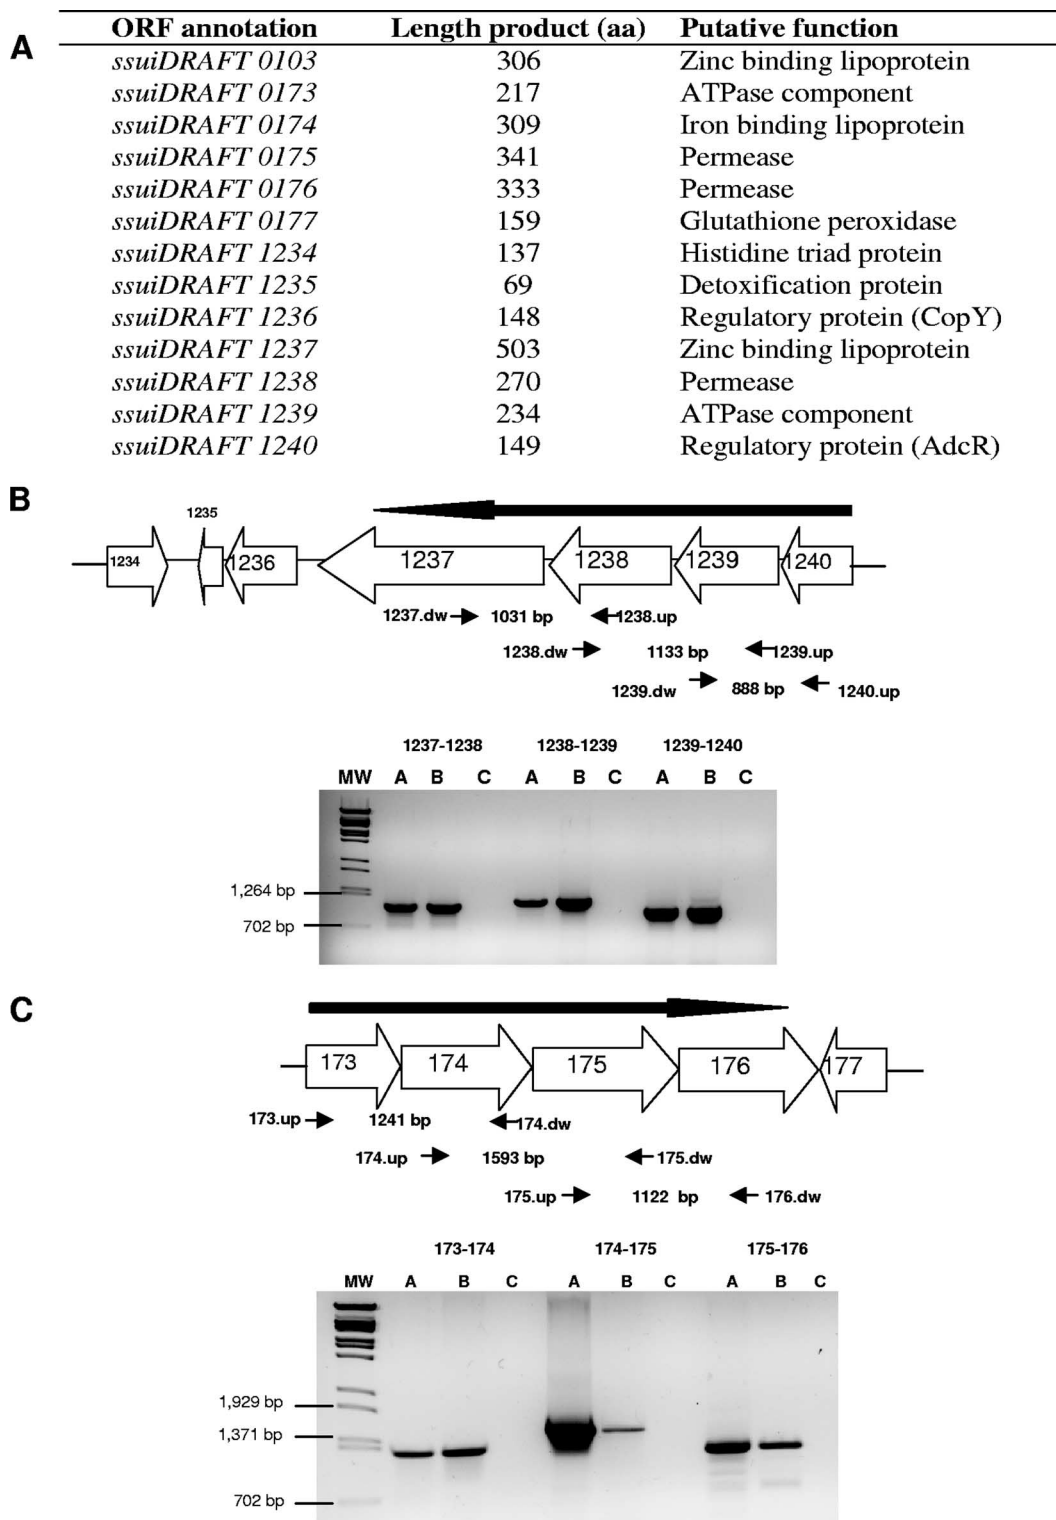 A
ORF annotation Length product (aa) Putative function
ssuiDRAFT 0103 306 Zinc binding lipoprotein
ssuiDRAFT 0173 217 ATPase component
ssuiDRAFT 0174 309 Iron binding lipoprotein
ssuiDRAFT 0175 341 Permease
ssuiDRAFT 0176 333 Permease
ssuiDRAFT 0177 159 Glutathione peroxidase
ssuiDRAFT 1234 137 Histidine triad protein
ssuiDRAFT 1235 69 Detoxification protein
ssuiDRAFT 1236 148 Regulatory protein (CopY)
ssuiDRAFT 1237 503 Zinc binding lipoprotein
ssuiDRAFT 1238 270 Permease
ssuiDRAFT 1239 234 ATPase component
ssuiDRAFT 1240 149 Regulatory protein (AdcR)
B
1235
1234 1236 1237 1238 1239 1240
1237.dw 1031 bp 1238.up
1238.dw 1133 bp 1239.up
1239.dw 888 bp 1240.up
1237-1238 1238-1239 1239-1240
MW A B C A B C A B C
1,264 bp
702 bp
C
173 174 175 176 177
173.up 1241 bp 174.dw
174.up 1593 bp 175.dw
175.up 1122 bp 176.dw
173-174 174-175 175-176
MW A B C A B C A B C
1,929 bp
1,371 bp
702 bp